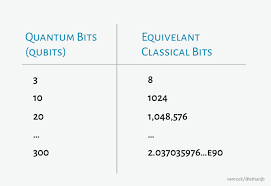 Quantum Bits Equivelant
(qubits) Classical Bits
3 8
10 1024
20 1,048,576
... ...
300 2.037035976...E90